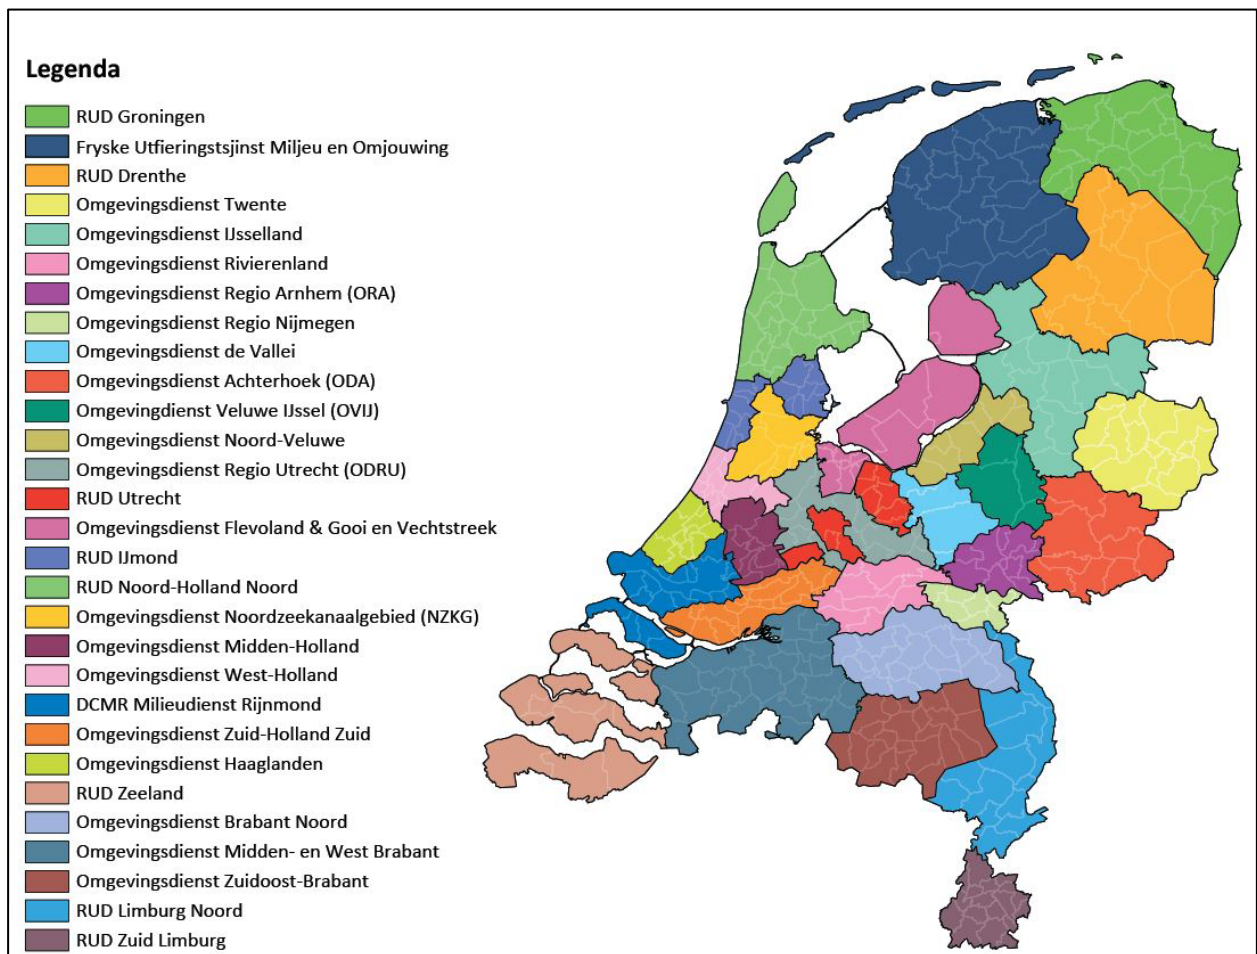 Legenda
RUD Groningen
Fryske Utfieringstsjinst Miljeu en Omjouwing
RUD Drenthe
Omgevingsdienst Twente
Omgevingsdienst IJsselland
Omgevingsdienst Rivierenland
Omgevingsdienst Regio Arnhem (ORA)
Omgevingsdienst Regio Nijmegen
Omgevingsdienst de Vallei
Omgevingsdienst Achterhoek (ODA)
Omgevingdienst Veluwe IJssel (OVIJ)
Omgevingsdienst Noord-Veluwe
Omgevingsdienst Regio Utrecht (ODRU)
RUD Utrecht
Omgevingsdienst Flevoland & Gooi en Vechtstreek
RUD IJmond
RUD Noord-Holland Noord
Omgevingsdienst Noordzeekanaalgebied (NZKG)
Omgevingsdienst Midden-Holland
Omgevingsdienst West-Holland
DCMR Milieudienst Rijnmond
Omgevingsdienst Zuid-Holland Zuid
Omgevingsdienst Haaglanden
RUD Zeeland
Omgevingsdienst Brabant Noord
Omgevingsdienst Midden- en West Brabant
Omgevingsdienst Zuidoost-Brabant
RUD Limburg Noord
RUD Zuid Limburg